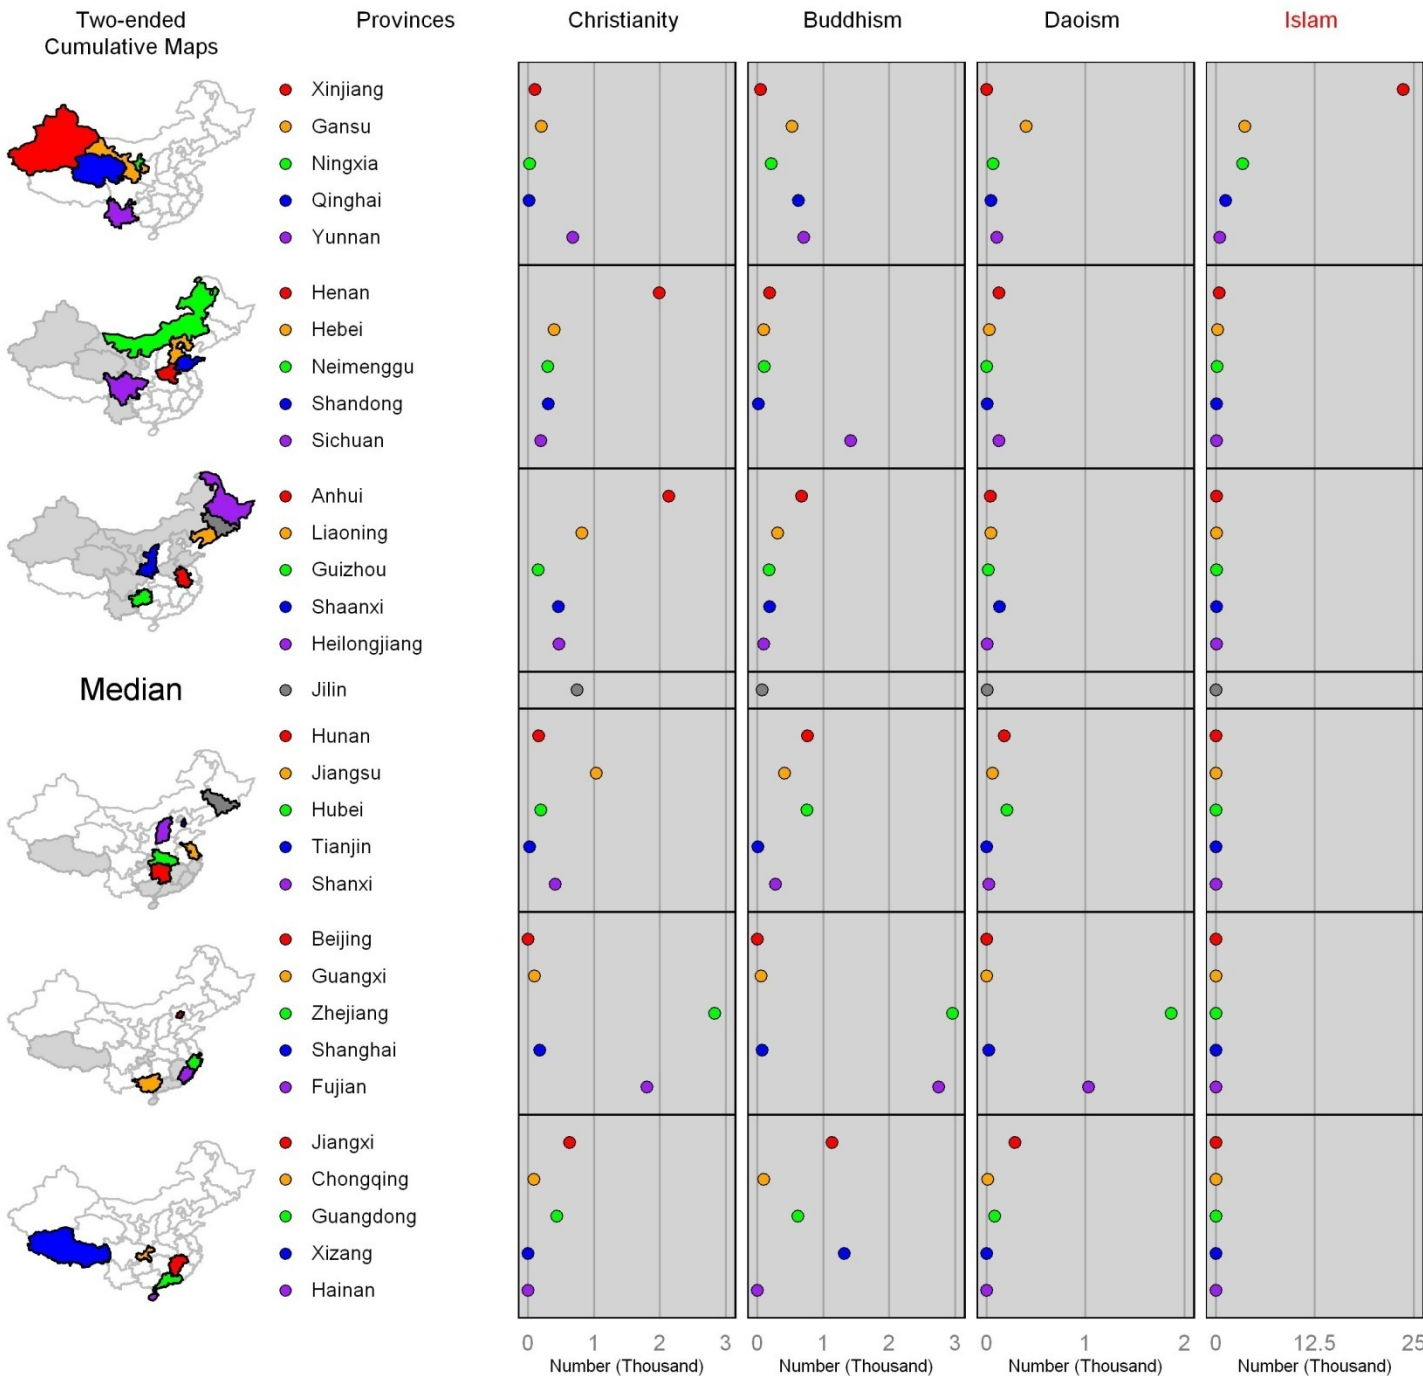 Two-ended
Cumulative Maps
Provinces
Christianity
Buddhism
Daoism
Islam
Xinjiang
Gansu
Ningxia
Qinghai
Yunnan
Henan
Hebei
Neimenggu
Shandong
Sichuan
Anhui
Liaoning
Guizhou
Shaanxi
Heilongjiang
Median
Jilin
Hunan
Jiangsu
Hubei
Tianjin
Shanxi
Beijing
Guangxi
Zhejiang
Shanghai
Fujian
Jiangxi
Chongqing
Guangdong
Xizang
Hainan
0 1 2 3
Number (Thousand)
0 1 2 3
Number (Thousand)
0 1 2
Number (Thousand)
0 12.5 25
Number (Thousand)